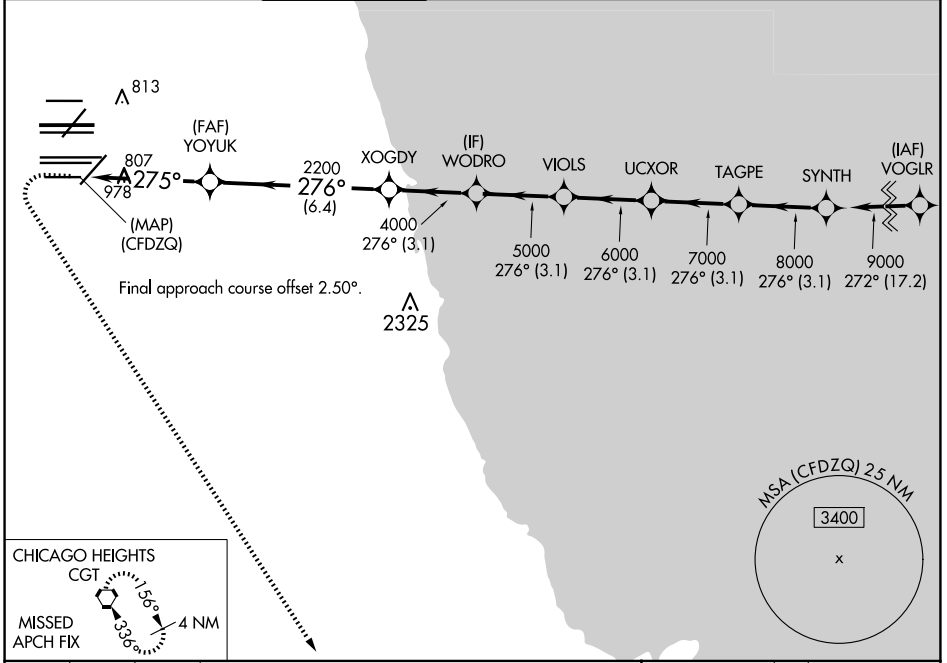 813
(FAF)
YOYUK
807
978
275°
(MAP)
(CFDZQ)
2200
276°
(6.4)
XOGDY
4000
276° (3.1)
(IF)
WODRO
5000
276° (3.1)
VIOLS
6000
276° (3.1)
UCXOR
7000
276° (3.1)
TAGPE
8000
276° (3.1)
SYNTH
9000
272° (17.2)
(IAF)
VOGLR
Final approach course offset 2.50°.
2325
MSA (CFDZQ) 25 NM
3400
x
CHICAGO HEIGHTS
CGT
156°
336°
4 NM
MISSED
APCH FIX